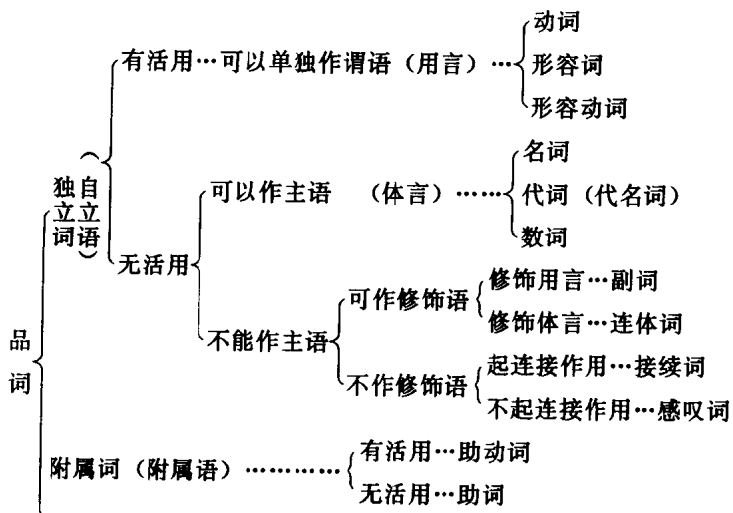 动词
有活用…可以单独作谓语（用言）…形容词
形容动词
名词
独立词（自立语）
可以作主语（体言）……代词（代名词）
数词
无活用
修饰用言…副词
可作修饰语
修饰体言…连体词
品词
不能作主语
起连接作用…接续词
不作修饰语
不起连接作用…感叹词
有活用…助动词
附属词（附属语）…………
无活用…助词